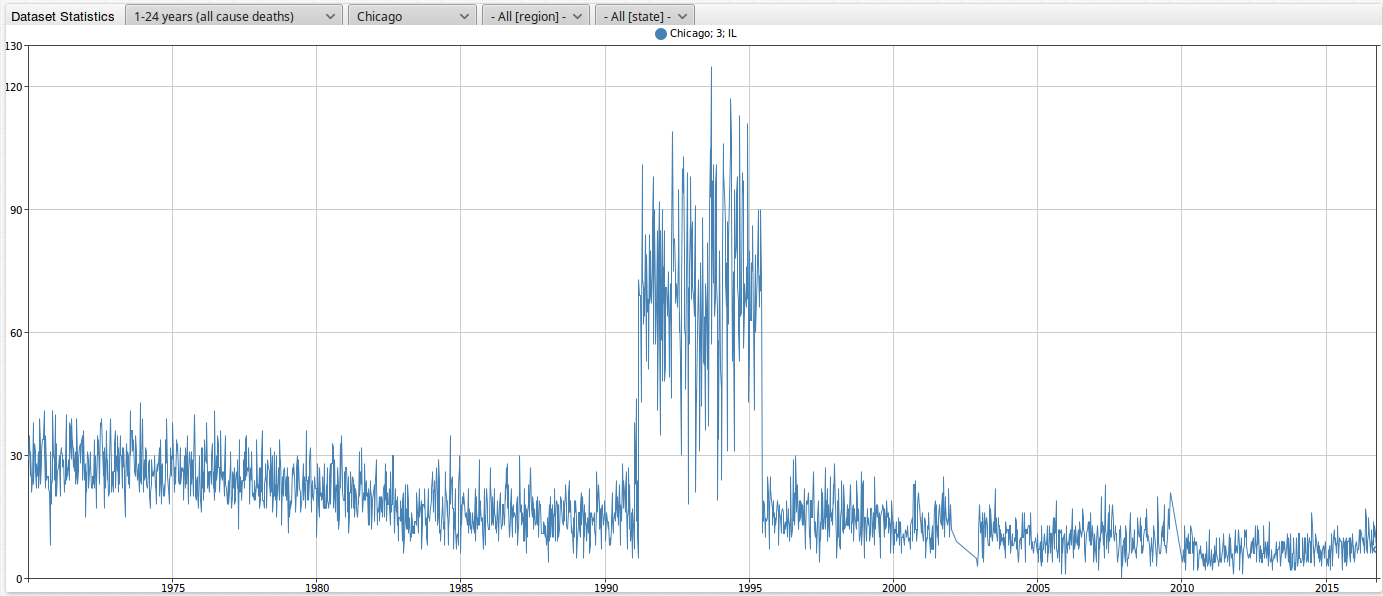 Dataset Statistics 1-24 years (all cause deaths) Chicago - All [region] - - All [state] -
Chicago; 3; IL
130
120
90
60
30
0
1975 1980 1985 1990 1995 2000 2005 2010 2015